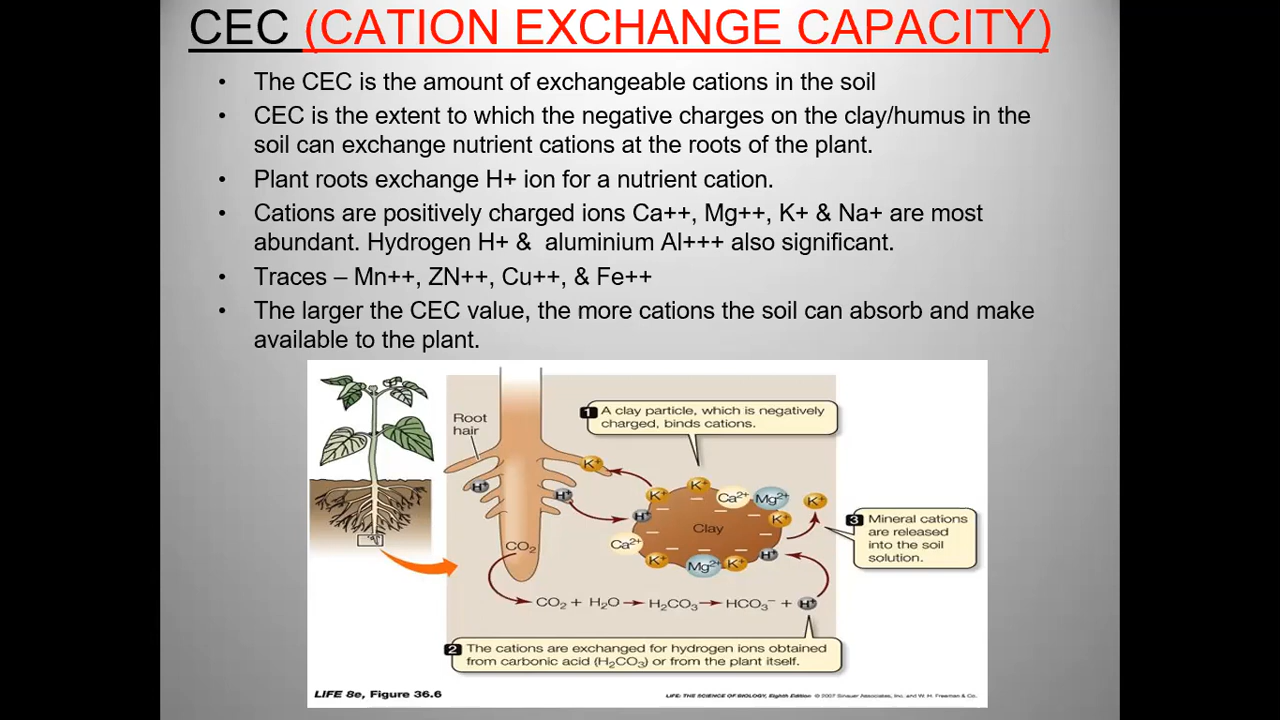 CEC (CATION EXCHANGE CAPACITY)
• The CEC is the amount of exchangeable cations in the soil
• CEC is the extent to which the negative charges on the clay/humus in the
soil can exchange nutrient cations at the roots of the plant.
• Plant roots exchange H+ ion for a nutrient cation.
• Cations are positively charged ions Ca++, Mg++, K+ & Na+ are most
abundant. Hydrogen H+ & aluminium Al+++ also significant.
• Traces – Mn++, ZN++, Cu++, & Fe++
• The larger the CEC value, the more cations the soil can absorb and make
available to the plant.
1 A clay particle, which is negatively
charged, binds cations.
Root
hair
K+
H+
H+
K+
K+
Ca2+
Mg2+
K+
K+
H+
Clay
Ca2+
K+
Mg2+
K+
H+
3 Mineral cations
are released
into the soil
solution.
CO2
CO2 + H2O → H2CO3 → HCO3− + H+
2 The cations are exchanged for hydrogen ions obtained
from carbonic acid (H2CO3) or from the plant itself.
LIFE 8e, Figure 36.6
LIFE: THE SCIENCE OF BIOLOGY, Eighth Edition © 2007 Sinauer Associates, Inc. and W. H. Freeman & Co.